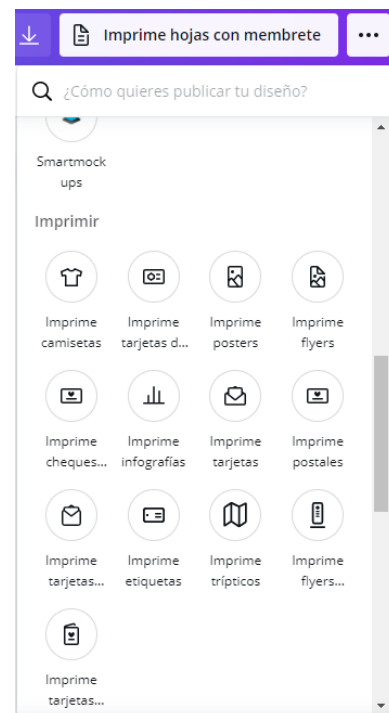 Imprime hojas con membrete
¿Cómo quieres publicar tu diseño?
Smartmock
ups
Imprimir
Imprime
camisetas
Imprime
tarjetas d...
Imprime
posters
Imprime
flyers
Imprime
cheques...
Imprime
infografías
Imprime
tarjetas
Imprime
postales
Imprime
tarjetas...
Imprime
etiquetas
Imprime
trípticos
Imprime
flyers...
Imprime
tarjetas...